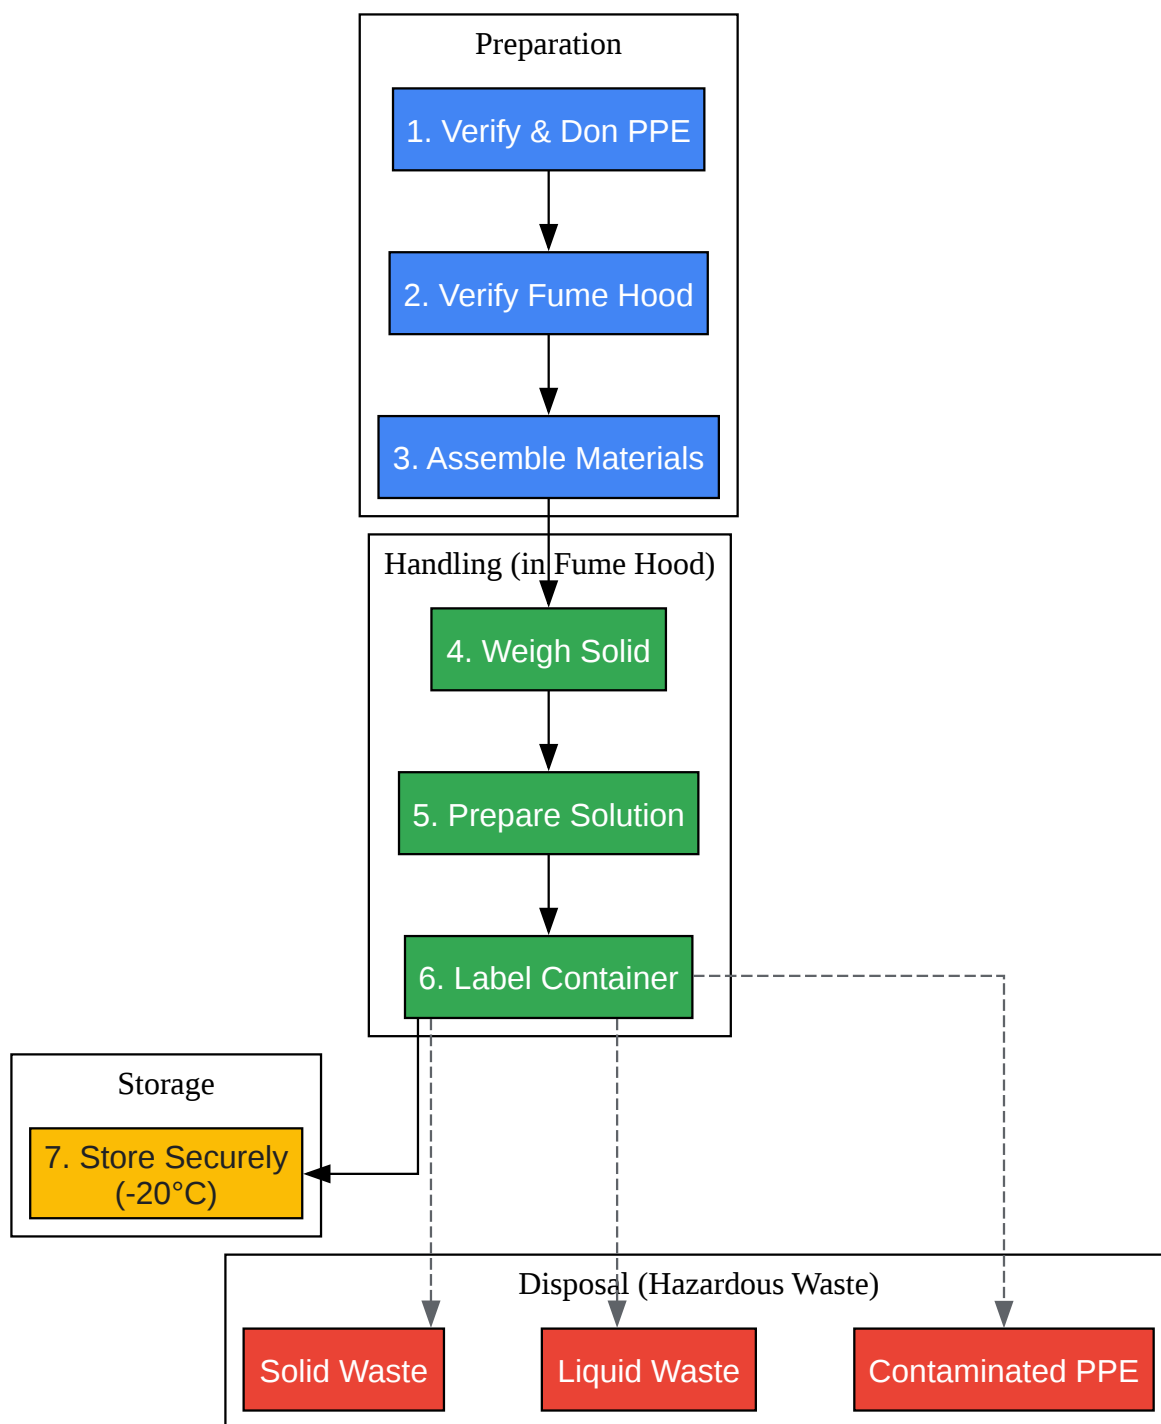 Preparation
1. Verify & Don PPE
2. Verify Fume Hood
3. Assemble Materials
Handling (in Fume Hood)
4. Weigh Solid
5. Prepare Solution
6. Label Container
Storage
7. Store Securely
(-20°C)
Disposal (Hazardous Waste)
Solid Waste
Liquid Waste
Contaminated PPE